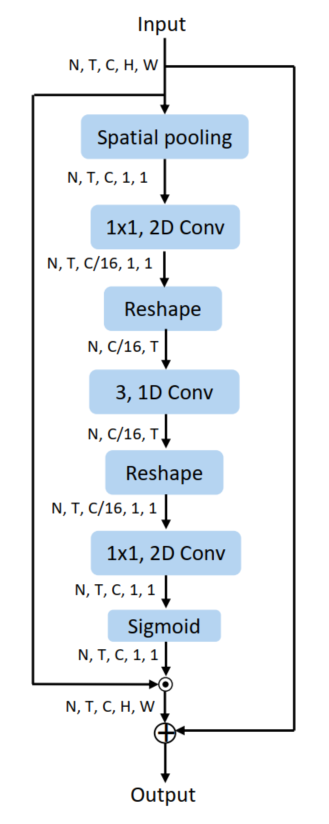 Input
N, T, C, H, W
Spatial pooling
N, T, C, 1, 1
1x1, 2D Conv
N, T, C/16, 1, 1
Reshape
N, C/16, T
3, 1D Conv
N, C/16, T
Reshape
N, T, C/16, 1, 1
1x1, 2D Conv
N, T, C, 1, 1
Sigmoid
N, T, C, 1, 1
N, T, C, H, W
Output